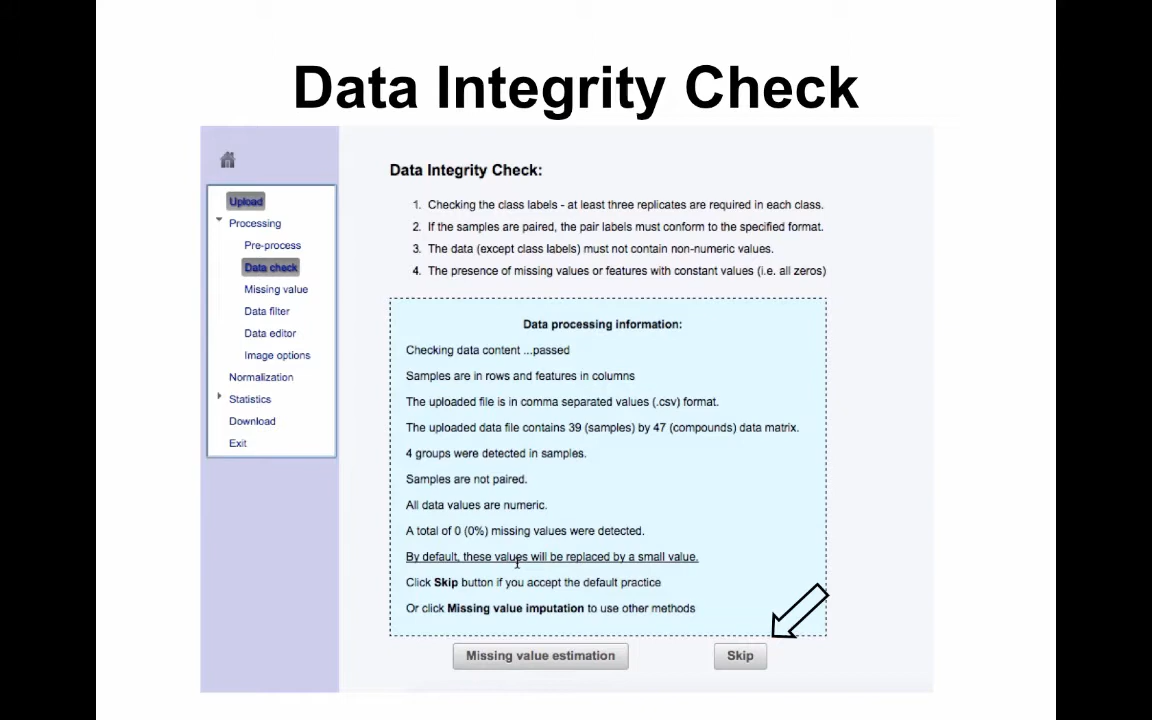 Data Integrity Check
Upload
Processing
Pre-process
Data check
Missing value
Data filter
Data editor
Image options
Normalization
Statistics
Download
Exit
Data Integrity Check:
1. Checking the class labels - at least three replicates are required in each class.
2. If the samples are paired, the pair labels must conform to the specified format.
3. The data (except class labels) must not contain non-numeric values.
4. The presence of missing values or features with constant values (i.e. all zeros)
Data processing information:
Checking data content ...passed
Samples are in rows and features in columns
The uploaded file is in comma separated values (.csv) format.
The uploaded data file contains 39 (samples) by 47 (compounds) data matrix.
4 groups were detected in samples.
Samples are not paired.
All data values are numeric.
A total of 0 (0%) missing values were detected.
By default, these values will be replaced by a small value.
Click Skip button if you accept the default practice
Or click Missing value imputation to use other methods
Missing value estimation
Skip